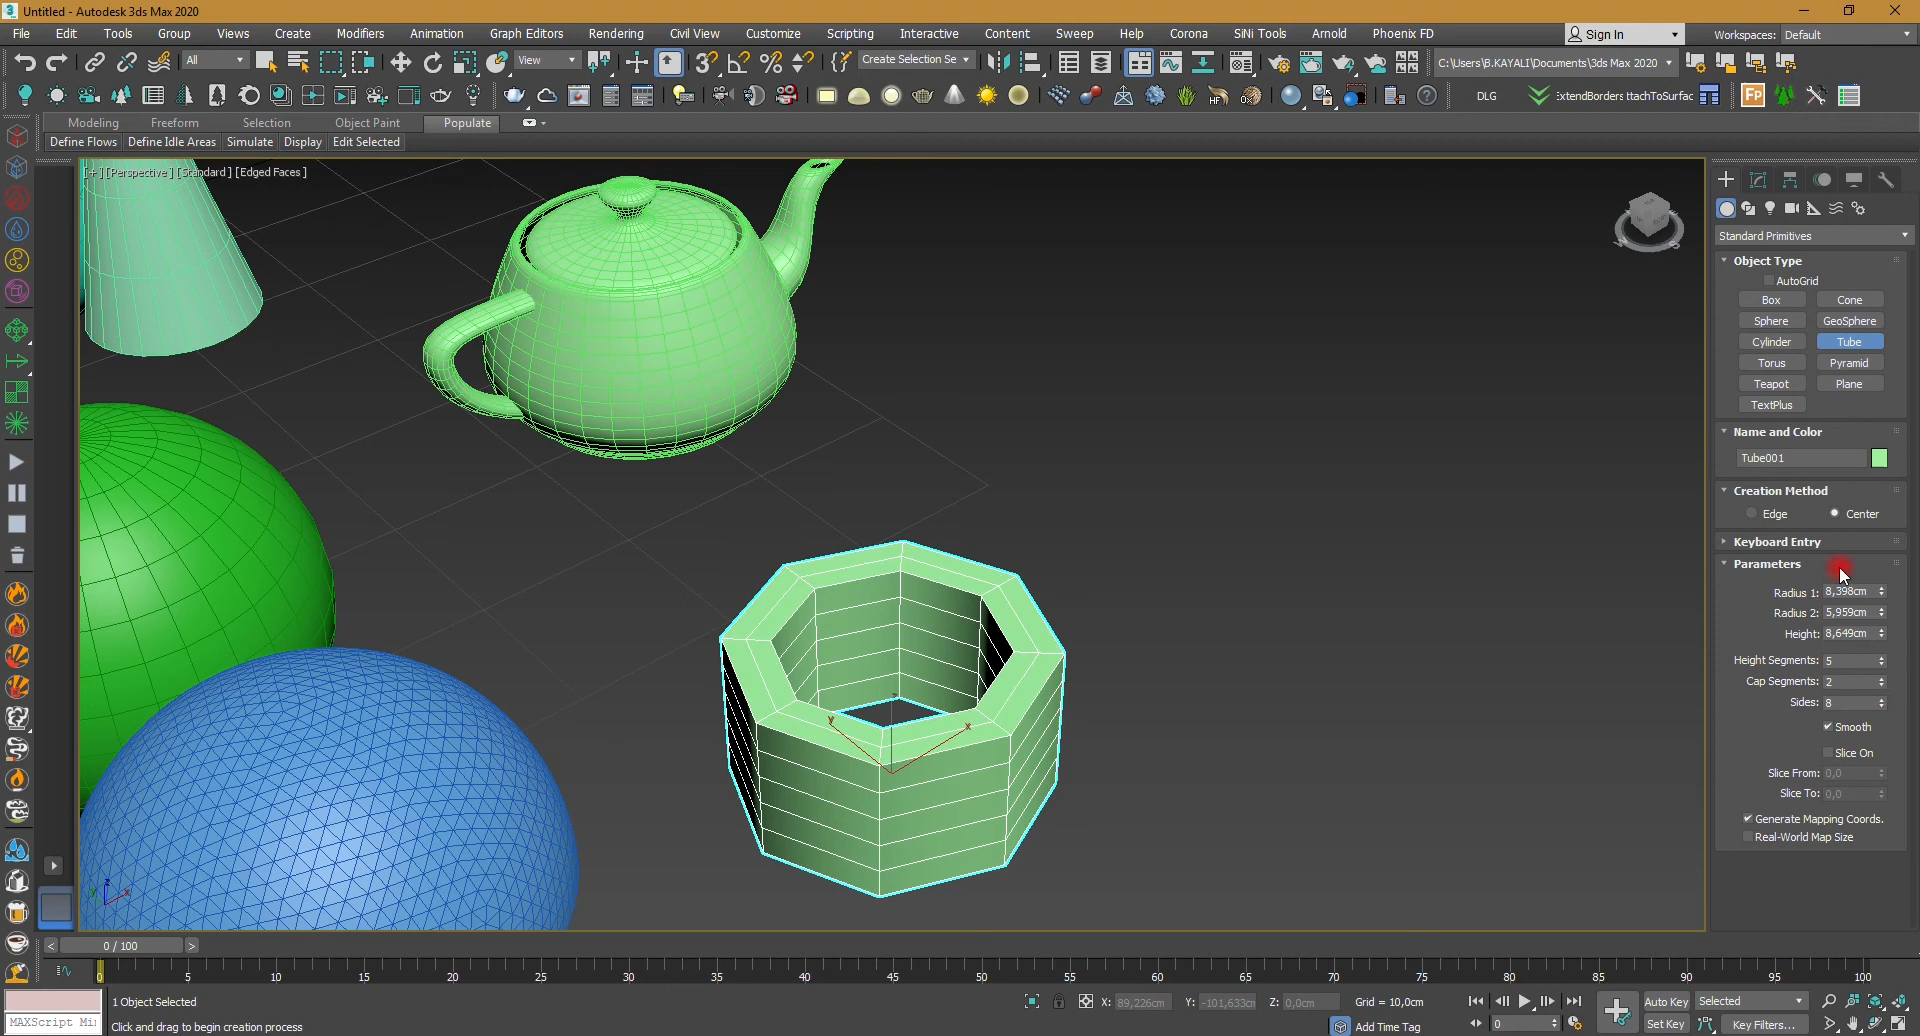 Untitled - Autodesk 3ds Max 2020
File Edit Tools Group Views Create Modifiers Animation Graph Editors Rendering Civil View Customize Scripting Interactive Content Sweep Help Corona SiNi Tools Arnold Phoenix FD Sign In Workspaces: Default
All View Create Selection Se C:\Users\B.KAYALI\Documents\3ds Max 2020
DLG ExtendBorders ttachToSurfac Fp
Modeling Freeform Selection Object Paint Populate
Define Flows Define Idle Areas Simulate Display Edit Selected
[+] [Perspective] [Standard] [Edged Faces]
Standard Primitives
Object Type
AutoGrid
Box Cone
Sphere GeoSphere
Cylinder Tube
Torus Pyramid
Teapot Plane
TextPlus
Name and Color
Tube001
Creation Method
Edge Center
Keyboard Entry
Parameters
Radius 1: 8,398cm
Radius 2: 5,959cm
Height: 8,649cm
Height Segments: 5
Cap Segments: 2
Sides: 8
Smooth
Slice On
Slice From: 0,0
Slice To: 0,0
Generate Mapping Coords.
Real-World Map Size
y x
z y x
< 0 / 100 >
0 5 10 15 20 25 30 35 40 45 50 55 60 65 70 75 80 85 90 95 100
1 Object Selected X: 89,226cm Y: -101,633cm Z: 0,0cm Grid = 10,0cm Auto Key Selected
MAXScript Mi Click and drag to begin creation process Add Time Tag 0 Set Key Key Filters...